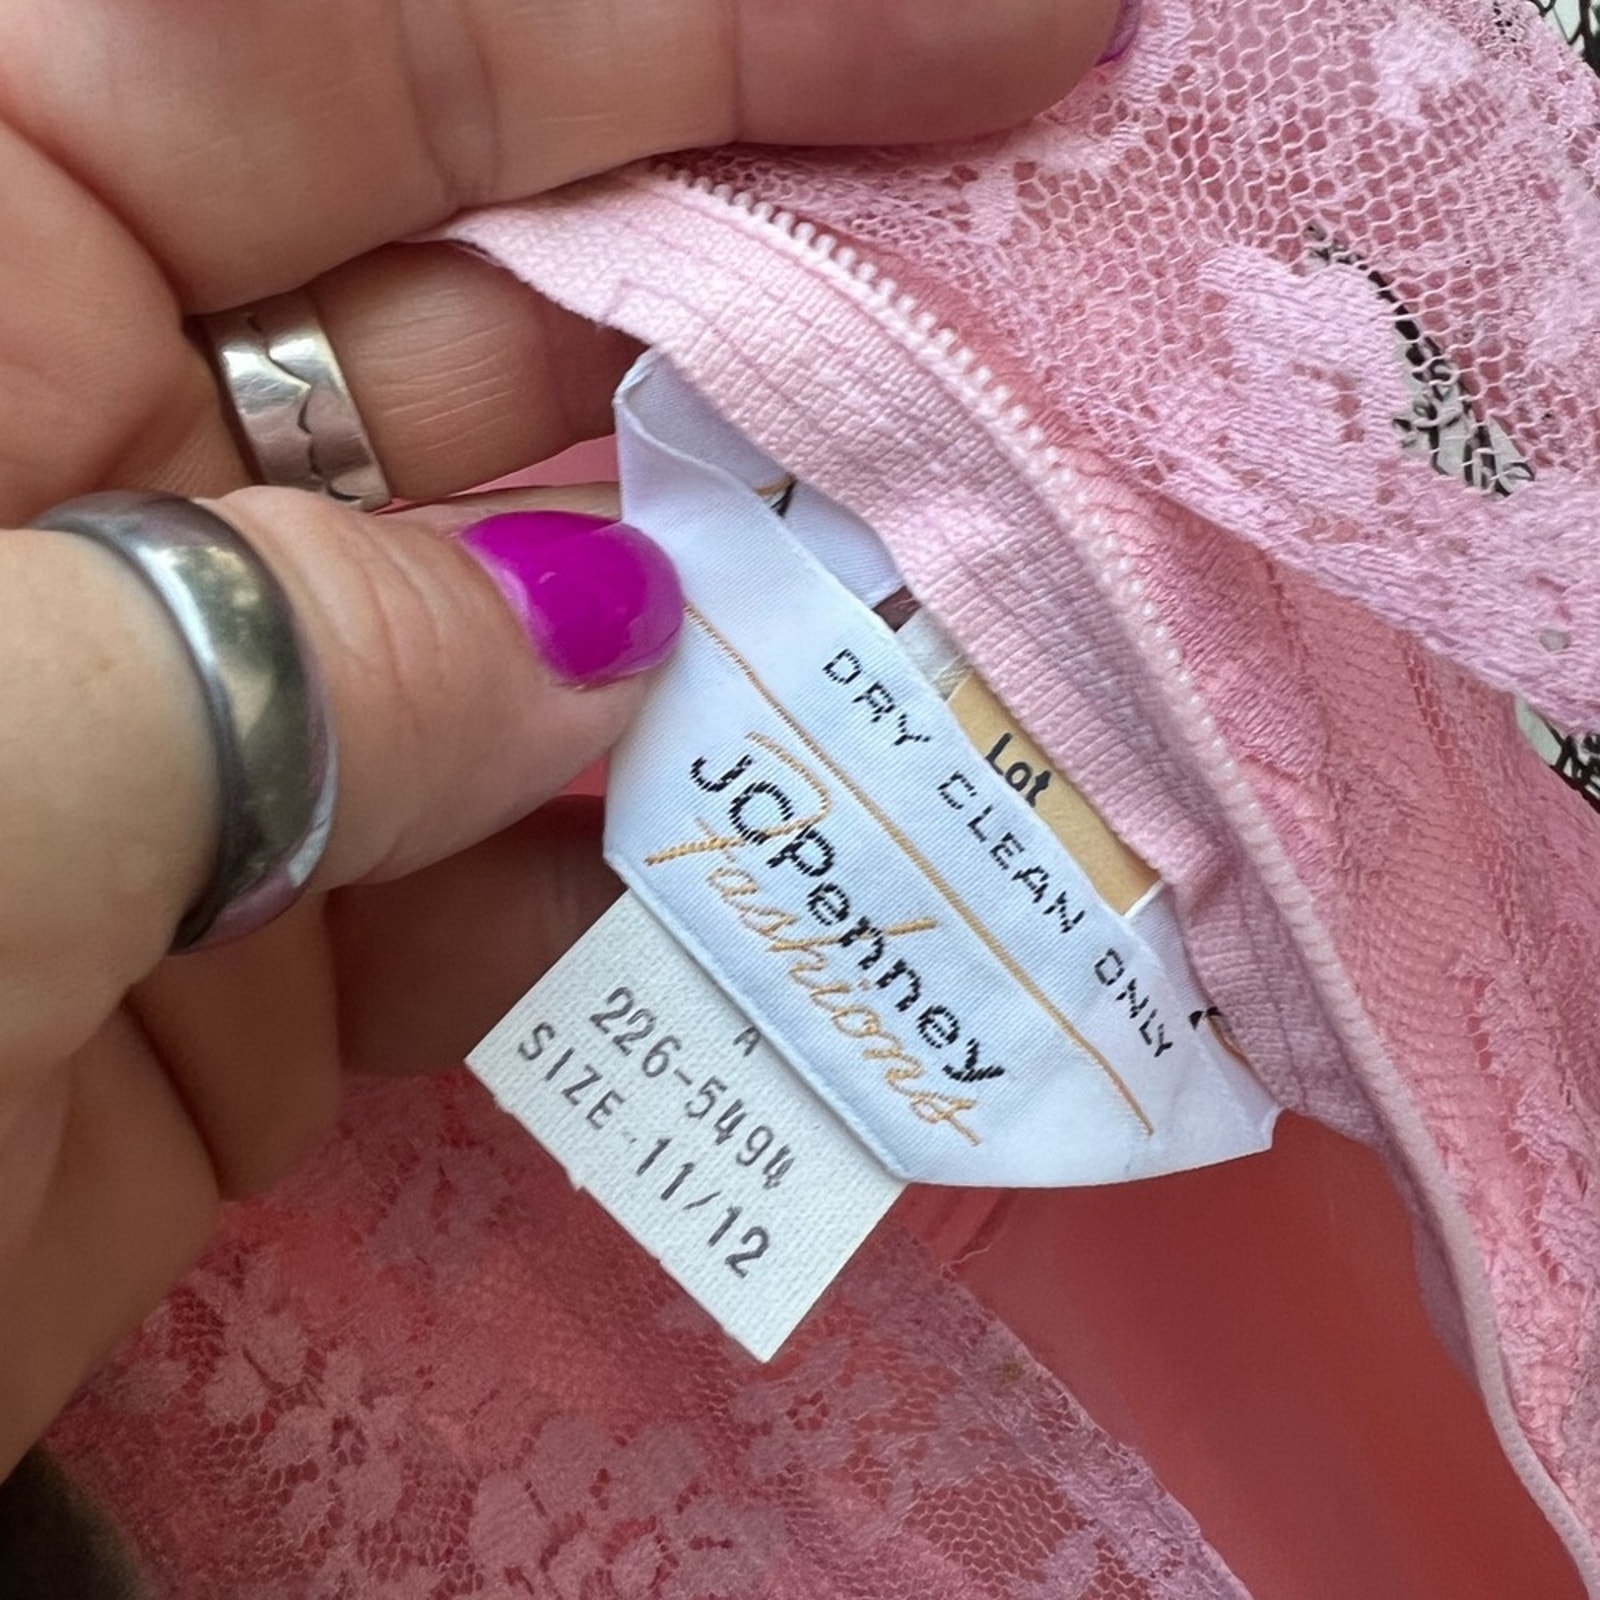 DRY CLEAN ONLY
Lot
JCPenney
fashions
A
226-5494
SIZE-11/12